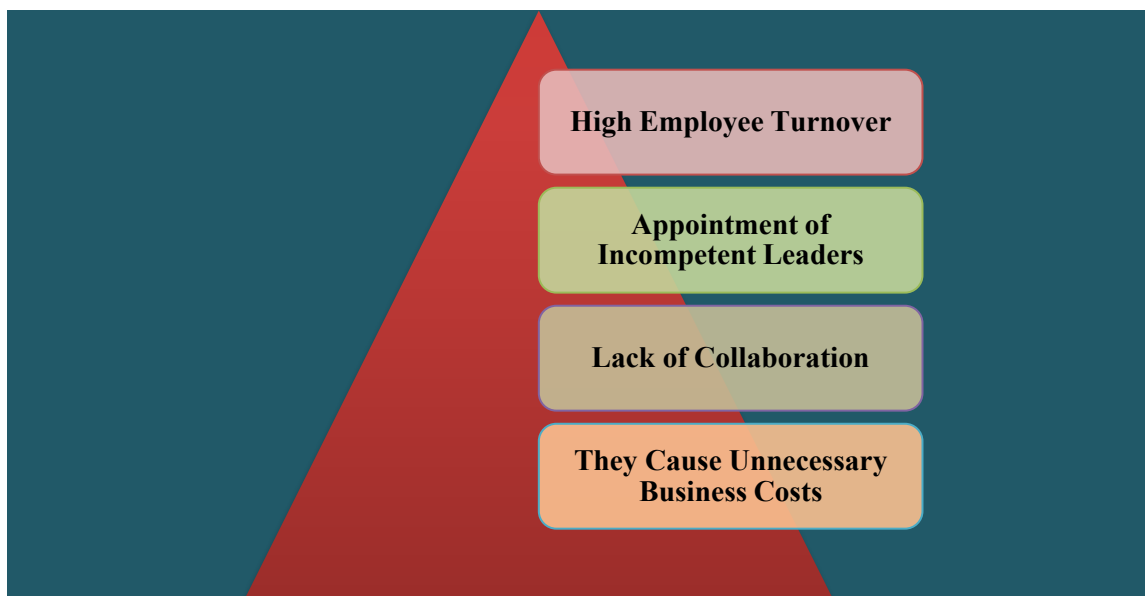 High Employee Turnover
Appointment of
Incompetent Leaders
Lack of Collaboration
They Cause Unnecessary
Business Costs